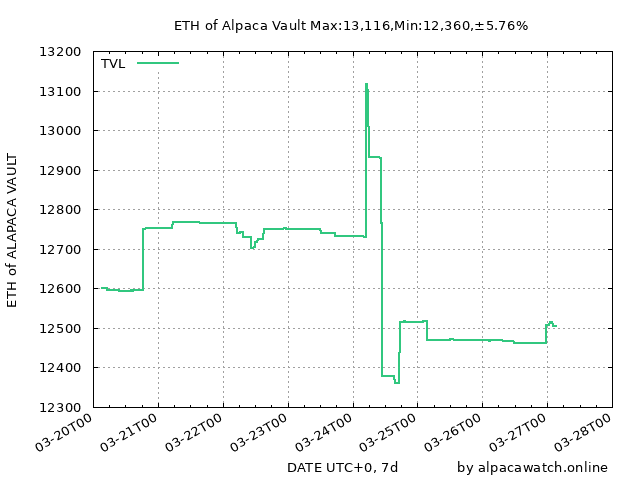 ETH of Alpaca Vault Max:13,116,Min:12,360,±5.76%
13200
13100
13000
12900
12800
12700
12600
12500
12400
12300
TVL
ETH of ALAPACA VAULT
03-20T00
03-21T00
03-22T00
03-23T00
03-24T00
03-25T00
03-26T00
03-27T00
03-28T00
DATE UTC+0, 7d
by alpacawatch.online